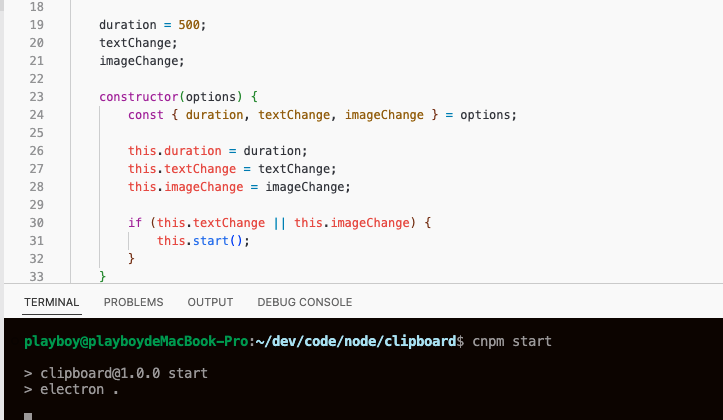 18
19 duration = 500;
20 textChange;
21 imageChange;
22
23 constructor(options) {
24 const { duration, textChange, imageChange } = options;
25
26 this.duration = duration;
27 this.textChange = textChange;
28 this.imageChange = imageChange;
29
30 if (this.textChange || this.imageChange) {
31 this.start();
32 }
33 }
TERMINAL PROBLEMS OUTPUT DEBUG CONSOLE
playboy@playboydeMacBook-Pro:~/dev/code/node/clipboard$ cnpm start
> clipboard@1.0.0 start
> electron .